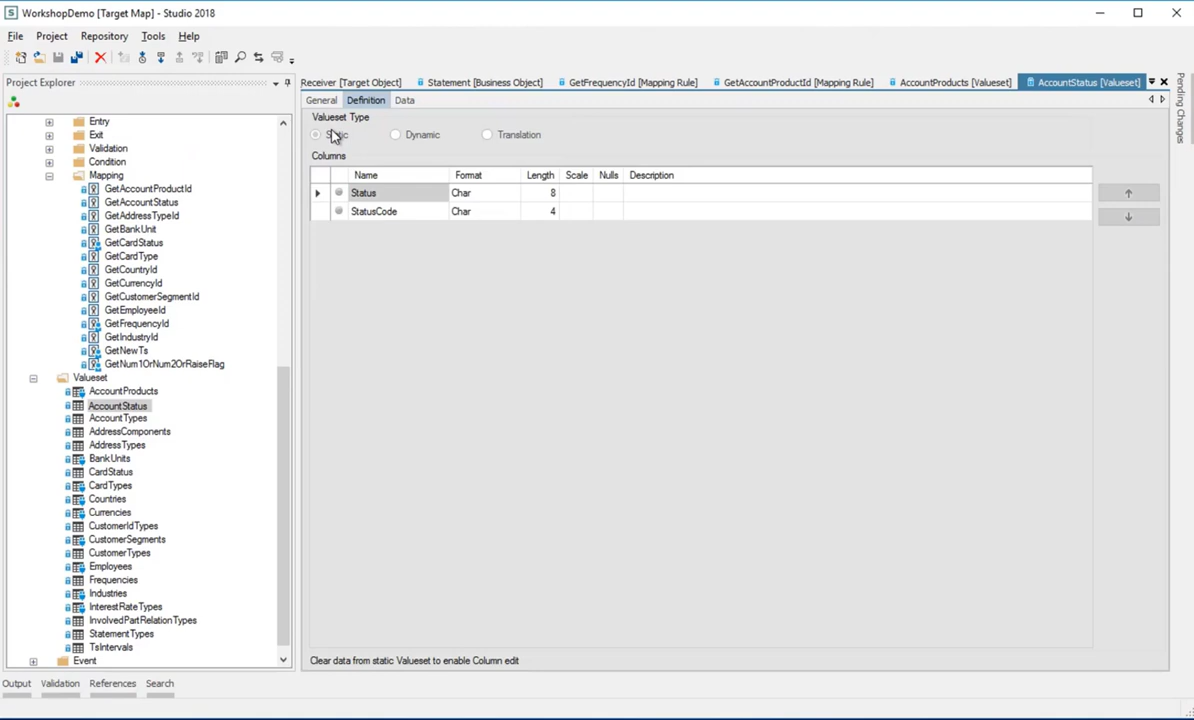 WorkshopDemo [Target Map] - Studio 2018
File Project Repository Tools Help
Project Explorer
Entry
Exit
Validation
Condition
Mapping
GetAccountProductId
GetAccountStatus
GetAddressTypeId
GetBankUnit
GetCardStatus
GetCardType
GetCountryId
GetCurrencyId
GetCustomerSegmentId
GetEmployeeId
GetFrequencyId
GetIndustryId
GetNewTs
GetNum1OrNum2OrRaiseFlag
Valueset
AccountProducts
AccountStatus
AccountTypes
AddressComponents
AddressTypes
BankUnits
CardStatus
CardTypes
Countries
Currencies
CustomerIdTypes
CustomerSegments
CustomerTypes
Employees
Frequencies
Industries
InterestRateTypes
InvolvedPartRelationTypes
StatementTypes
TsIntervals
Event
Receiver [Target Object] Statement [Business Object] GetFrequencyId [Mapping Rule] GetAccountProductId [Mapping Rule] AccountProducts [Valueset] AccountStatus [Valueset]
General Definition Data
Valueset Type
Static Dynamic Translation
Columns
Name Format Length Scale Nulls Description
Status Char 8
StatusCode Char 4
Clear data from static Valueset to enable Column edit
Pending Changes
Output Validation References Search